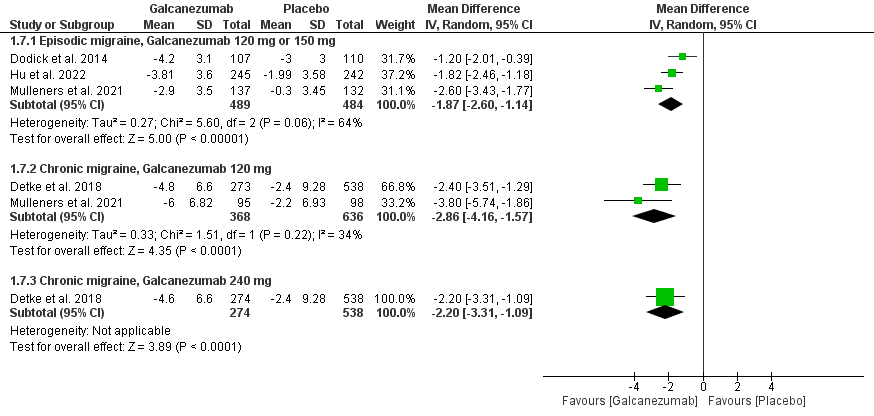 Galcanezumab Placebo Mean Difference Mean Difference
Study or Subgroup Mean SD Total Mean SD Total Weight IV, Random, 95% CI IV, Random, 95% CI
1.7.1 Episodic migraine, Galcanezumab 120 mg or 150 mg
Dodick et al. 2014 -4.2 3.1 107 -3 3 110 31.7% -1.20 [-2.01, -0.39]
Hu et al. 2022 -3.81 3.6 245 -1.99 3.58 242 37.2% -1.82 [-2.46, -1.18]
Mulleners et al. 2021 -2.9 3.5 137 -0.3 3.45 132 31.1% -2.60 [-3.43, -1.77]
Subtotal (95% CI) 489 484 100.0% -1.87 [-2.60, -1.14]
Heterogeneity: Tau² = 0.27; Chi² = 5.60, df = 2 (P = 0.06); I² = 64%
Test for overall effect: Z = 5.00 (P < 0.00001)
1.7.2 Chronic migraine, Galcanezumab 120 mg
Detke et al. 2018 -4.8 6.6 273 -2.4 9.28 538 66.8% -2.40 [-3.51, -1.29]
Mulleners et al. 2021 -6 6.82 95 -2.2 6.93 98 33.2% -3.80 [-5.74, -1.86]
Subtotal (95% CI) 368 636 100.0% -2.86 [-4.16, -1.57]
Heterogeneity: Tau² = 0.33; Chi² = 1.51, df = 1 (P = 0.22); I² = 34%
Test for overall effect: Z = 4.35 (P < 0.0001)
1.7.3 Chronic migraine, Galcanezumab 240 mg
Detke et al. 2018 -4.6 6.6 274 -2.4 9.28 538 100.0% -2.20 [-3.31, -1.09]
Subtotal (95% CI) 274 538 100.0% -2.20 [-3.31, -1.09]
Heterogeneity: Not applicable
Test for overall effect: Z = 3.89 (P < 0.0001)
-4 -2 0 2 4
Favours [Galcanezumab] Favours [Placebo]